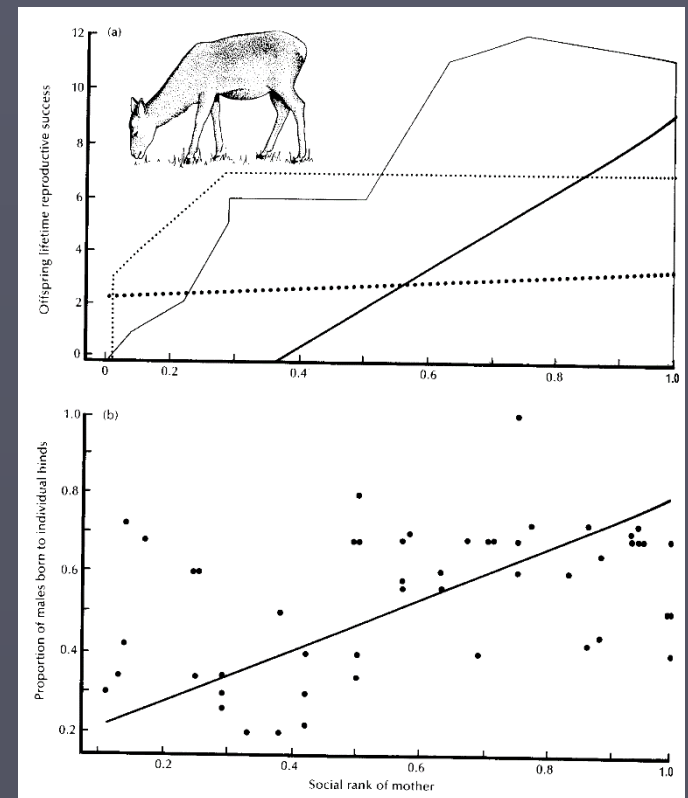 (a)
12
10
8
6
4
2
0
Offspring lifetime reproductive success
0 0.2 0.4 0.6 0.8 1.0
(b)
1.0
0.8
0.6
0.4
0.2
Proportion of males born to individual hinds
0.2 0.4 0.6 0.8 1.0
Social rank of mother